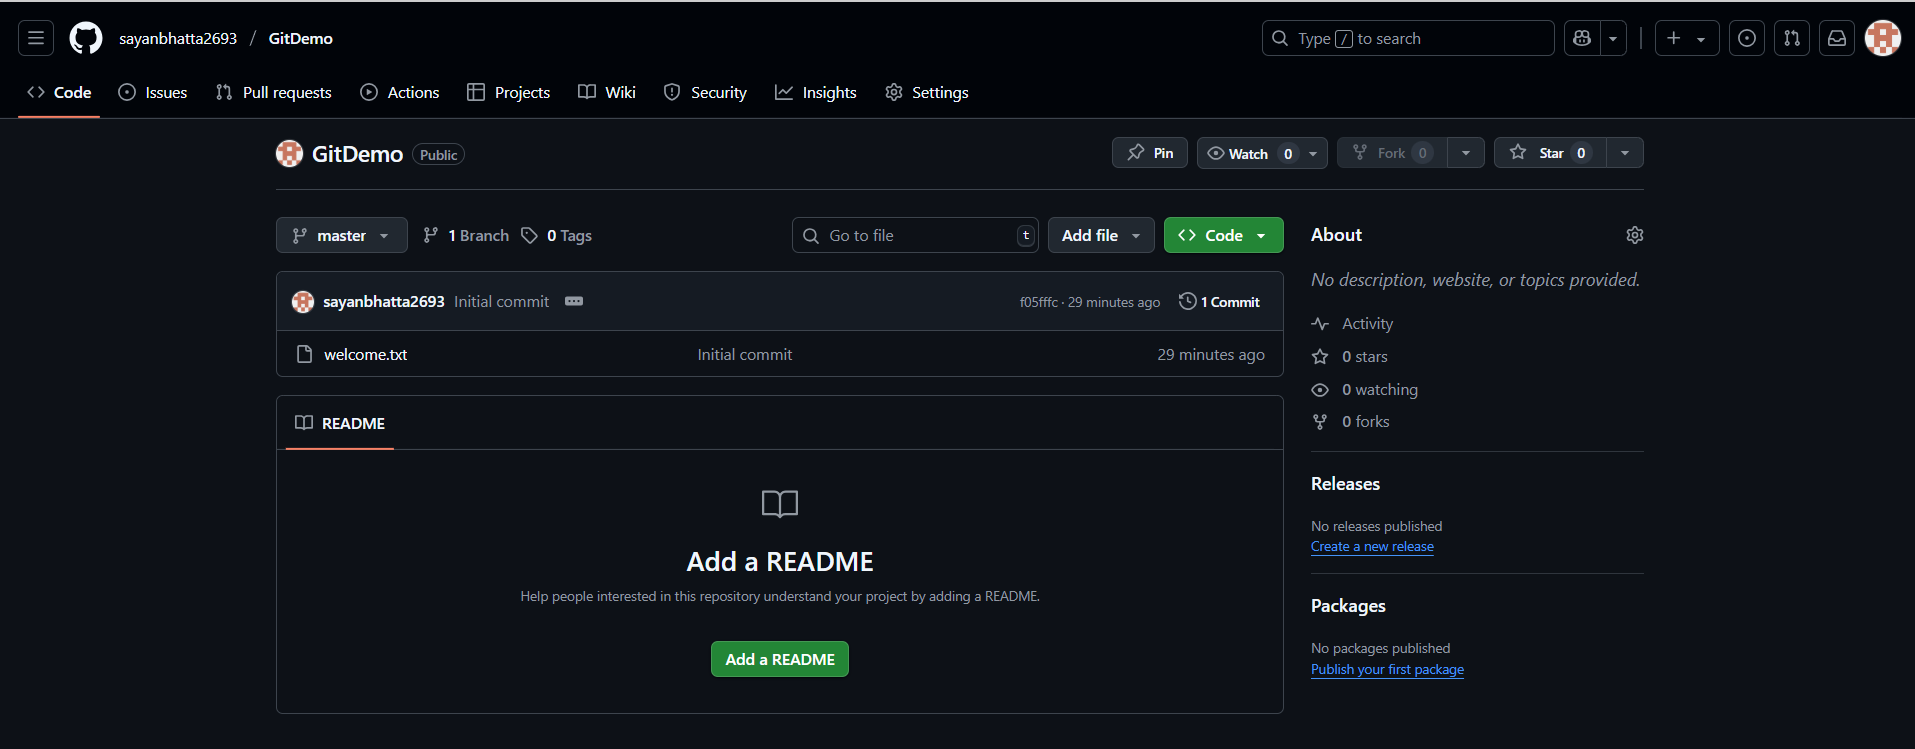 sayanbhatta2693 / GitDemo
Type / to search
Code Issues Pull requests Actions Projects Wiki Security Insights Settings
GitDemo Public
Pin Watch 0 Fork 0 Star 0
master 1 Branch 0 Tags Go to file t Add file Code
sayanbhatta2693 Initial commit f05fffc · 29 minutes ago 1 Commit
welcome.txt Initial commit 29 minutes ago
README
Add a README
Help people interested in this repository understand your project by adding a README.
Add a README
About
No description, website, or topics provided.
Activity
0 stars
0 watching
0 forks
Releases
No releases published
Create a new release
Packages
No packages published
Publish your first package